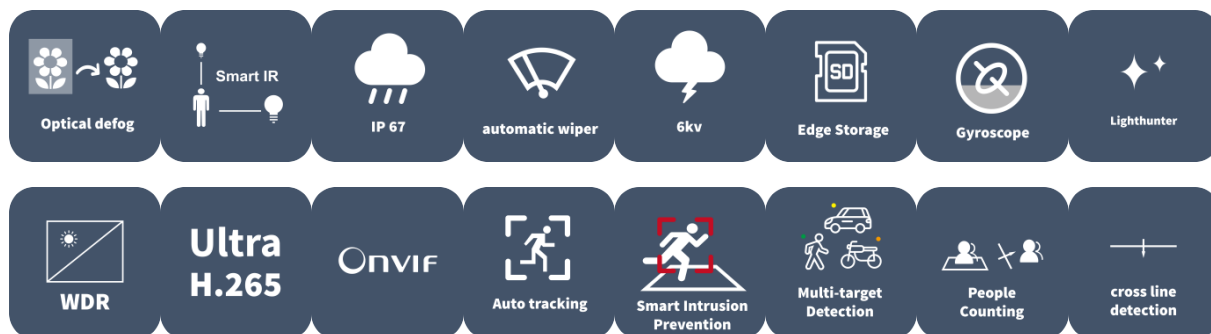 Optical defog
Smart IR
IP 67
automatic wiper
6kv
SD
Edge Storage
Gyroscope
Lighthunter
WDR
Ultra
H.265
ONVIF
Auto tracking
Smart Intrusion
Prevention
Multi-target
Detection
People
Counting
cross line
detection